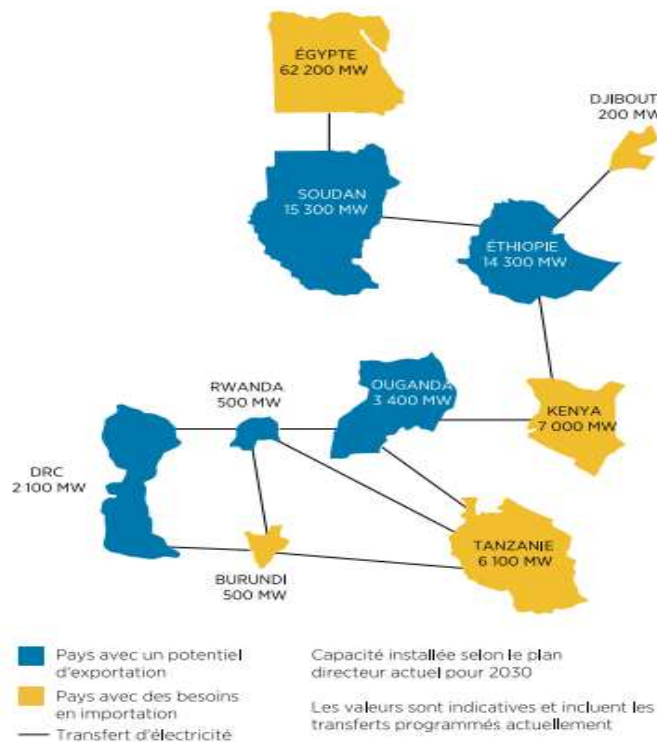 ÉGYPTE
62 200 MW
DJIBOUTI
200 MW
SOUDAN
15 300 MW
ÉTHIOPIE
14 300 MW
RWANDA
500 MW
OUGANDA
3 400 MW
KENYA
7 000 MW
DRC
2 100 MW
TANZANIE
6 100 MW
BURUNDI
500 MW
Pays avec un potentiel
d'exportation
Pays avec des besoins
en importation
Transfert d'électricité
Capacité installée selon le plan
directeur actuel pour 2030
Les valeurs sont indicatives et incluent les
transferts programmés actuellement